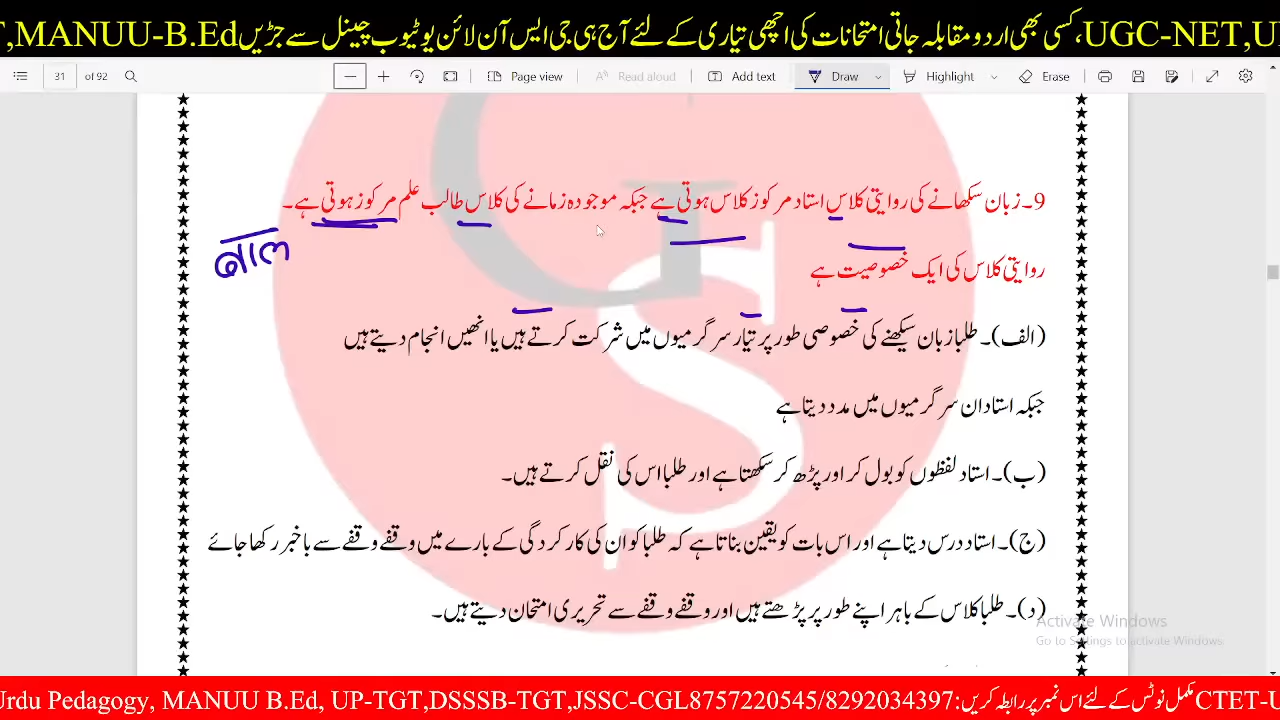 T,MANUU-B.Ed کسی بھی اردو مقابلہ جاتی امتحانات کی اچھی تیاری کے لئے آج ہی جی ایس آن لائن یوٹیوب چینل سے جڑیں ،UGC-NET,U
31 of 92 Page view Read aloud Add text Draw Highlight Erase
9۔ زبان سکھانے کی روایتی کلاس استاد مرکوز کلاس ہوتی ہے جبکہ موجودہ زمانے کی کلاس طالب علم مرکوز ہوتی ہے۔
बाल
روایتی کلاس کی ایک خصوصیت ہے
(الف)۔ طلبا زبان سیکھنے کی خصوصی طور پر تیار سرگرمیوں میں شرکت کرتے ہیں یا انھیں انجام دیتے ہیں
جبکہ استاد ان سرگرمیوں میں مدد دیتا ہے
(ب)۔ استاد لفظوں کو بول کر اور پڑھ کر سکھتا ہے اور طلبا اس کی نقل کرتے ہیں۔
(ج)۔ استاد درس دیتا ہے اور اس بات کو یقین بناتا ہے کہ طلبا کو ان کی کارکردگی کے بارے میں وقفے وقفے سے باخبر رکھا جائے
(د)۔ طلبا کلاس کے باہر اپنے طور پر پڑھتے ہیں اور وقفے وقفے سے تحریری امتحان دیتے ہیں۔
Activate Windows
Go to Settings to activate Windows.
Urdu Pedagogy, MANUU B.Ed, UP-TGT,DSSSB-TGT,JSSC-CGL8757220545/8292034397:مکمل نوٹس کے لئے اس نمبر پر رابطہ کریں CTET-U